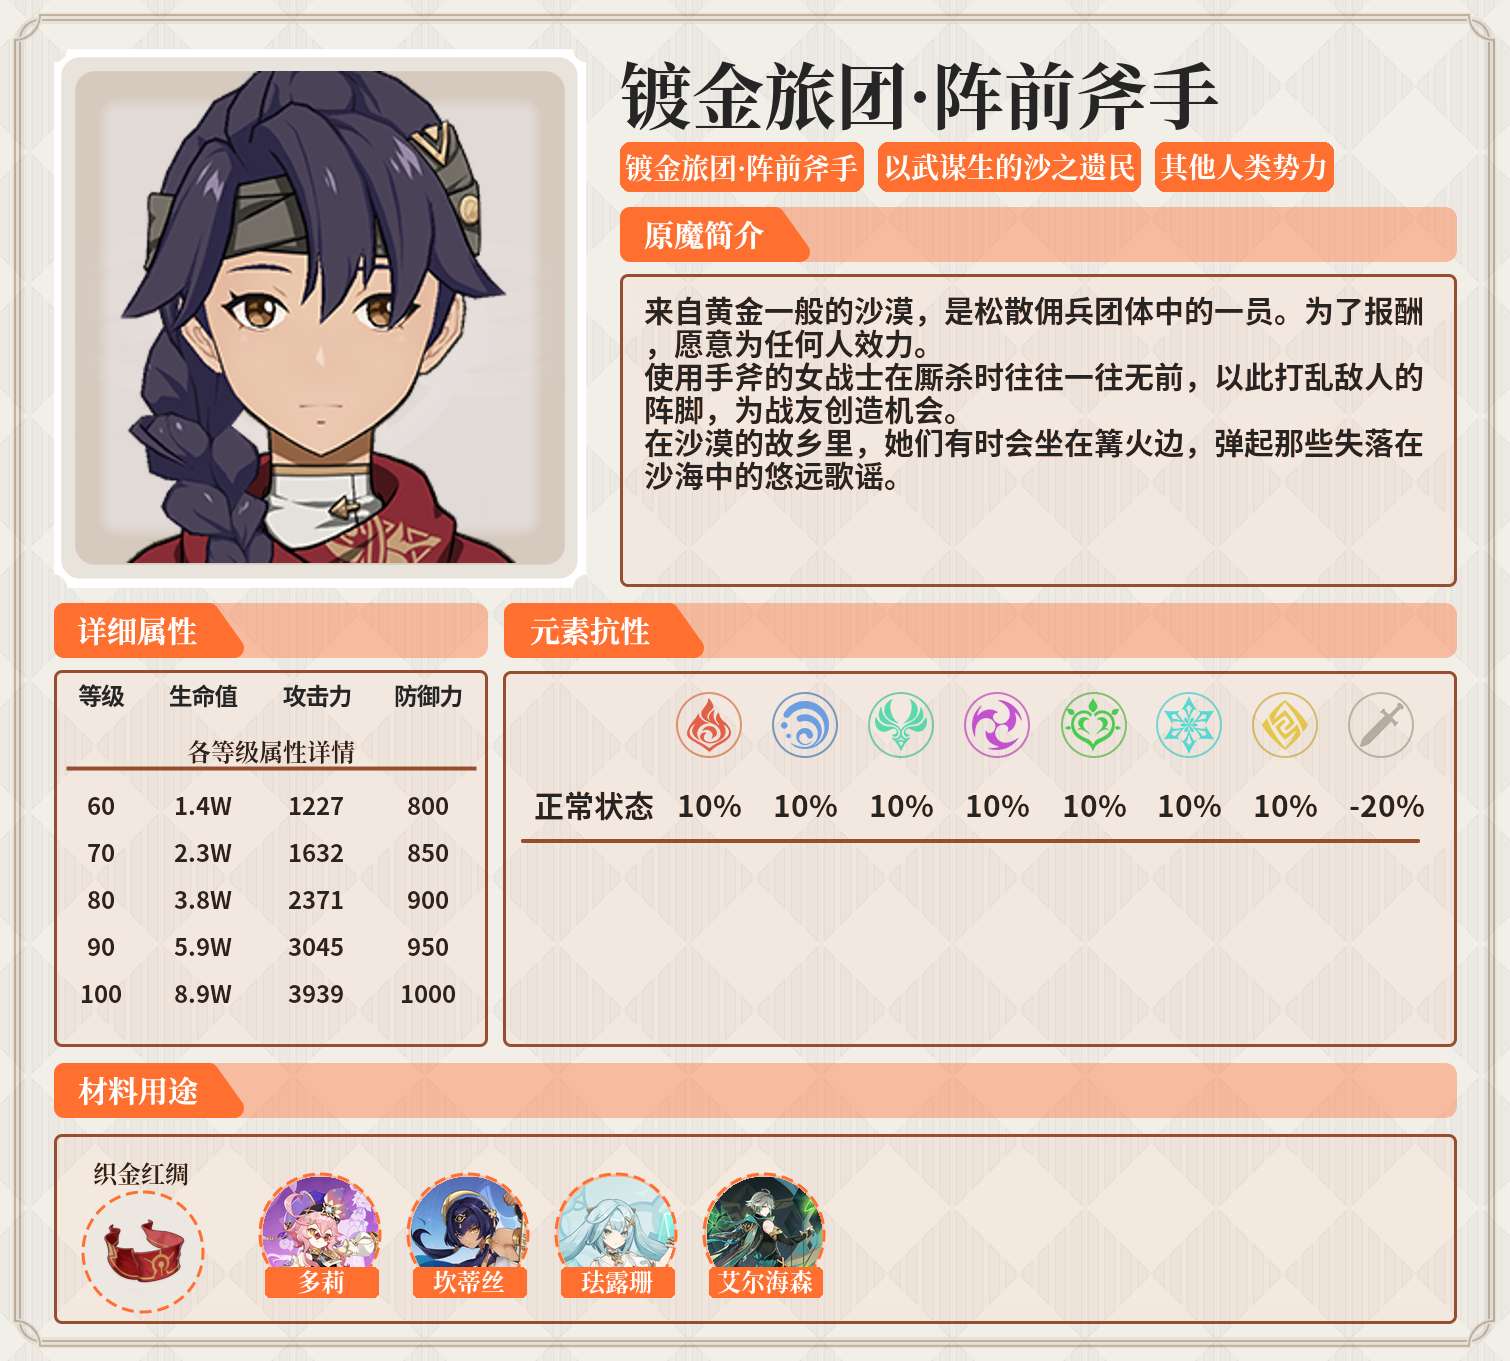 镀金旅团·阵前斧手
镀金旅团·阵前斧手 以武谋生的沙之遗民 其他人类势力
原魔简介
来自黄金一般的沙漠，是松散佣兵团体中的一员。为了报酬
，愿意为任何人效力。
使用手斧的女战士在厮杀时往往一往无前，以此打乱敌人的
阵脚，为战友创造机会。
在沙漠的故乡里，她们有时会坐在篝火边，弹起那些失落在
沙海中的悠远歌谣。
详细属性
等级 生命值 攻击力 防御力
各等级属性详情
60 1.4W 1227 800
70 2.3W 1632 850
80 3.8W 2371 900
90 5.9W 3045 950
100 8.9W 3939 1000
元素抗性
正常状态 10% 10% 10% 10% 10% 10% 10% -20%
材料用途
织金红绸
多莉 坎蒂丝 珐露珊 艾尔海森